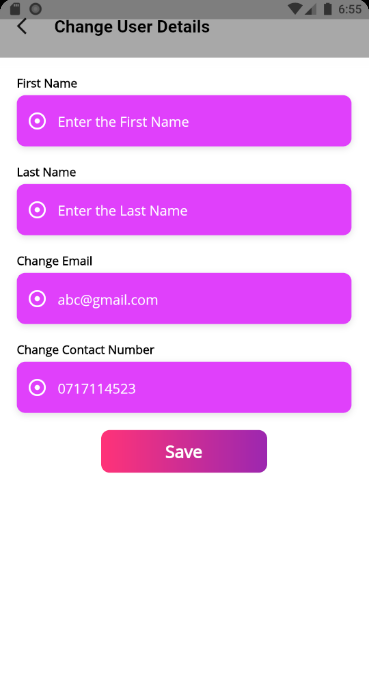 6:55
Change User Details
First Name
Enter the First Name
Last Name
Enter the Last Name
Change Email
abc@gmail.com
Change Contact Number
0717114523
Save